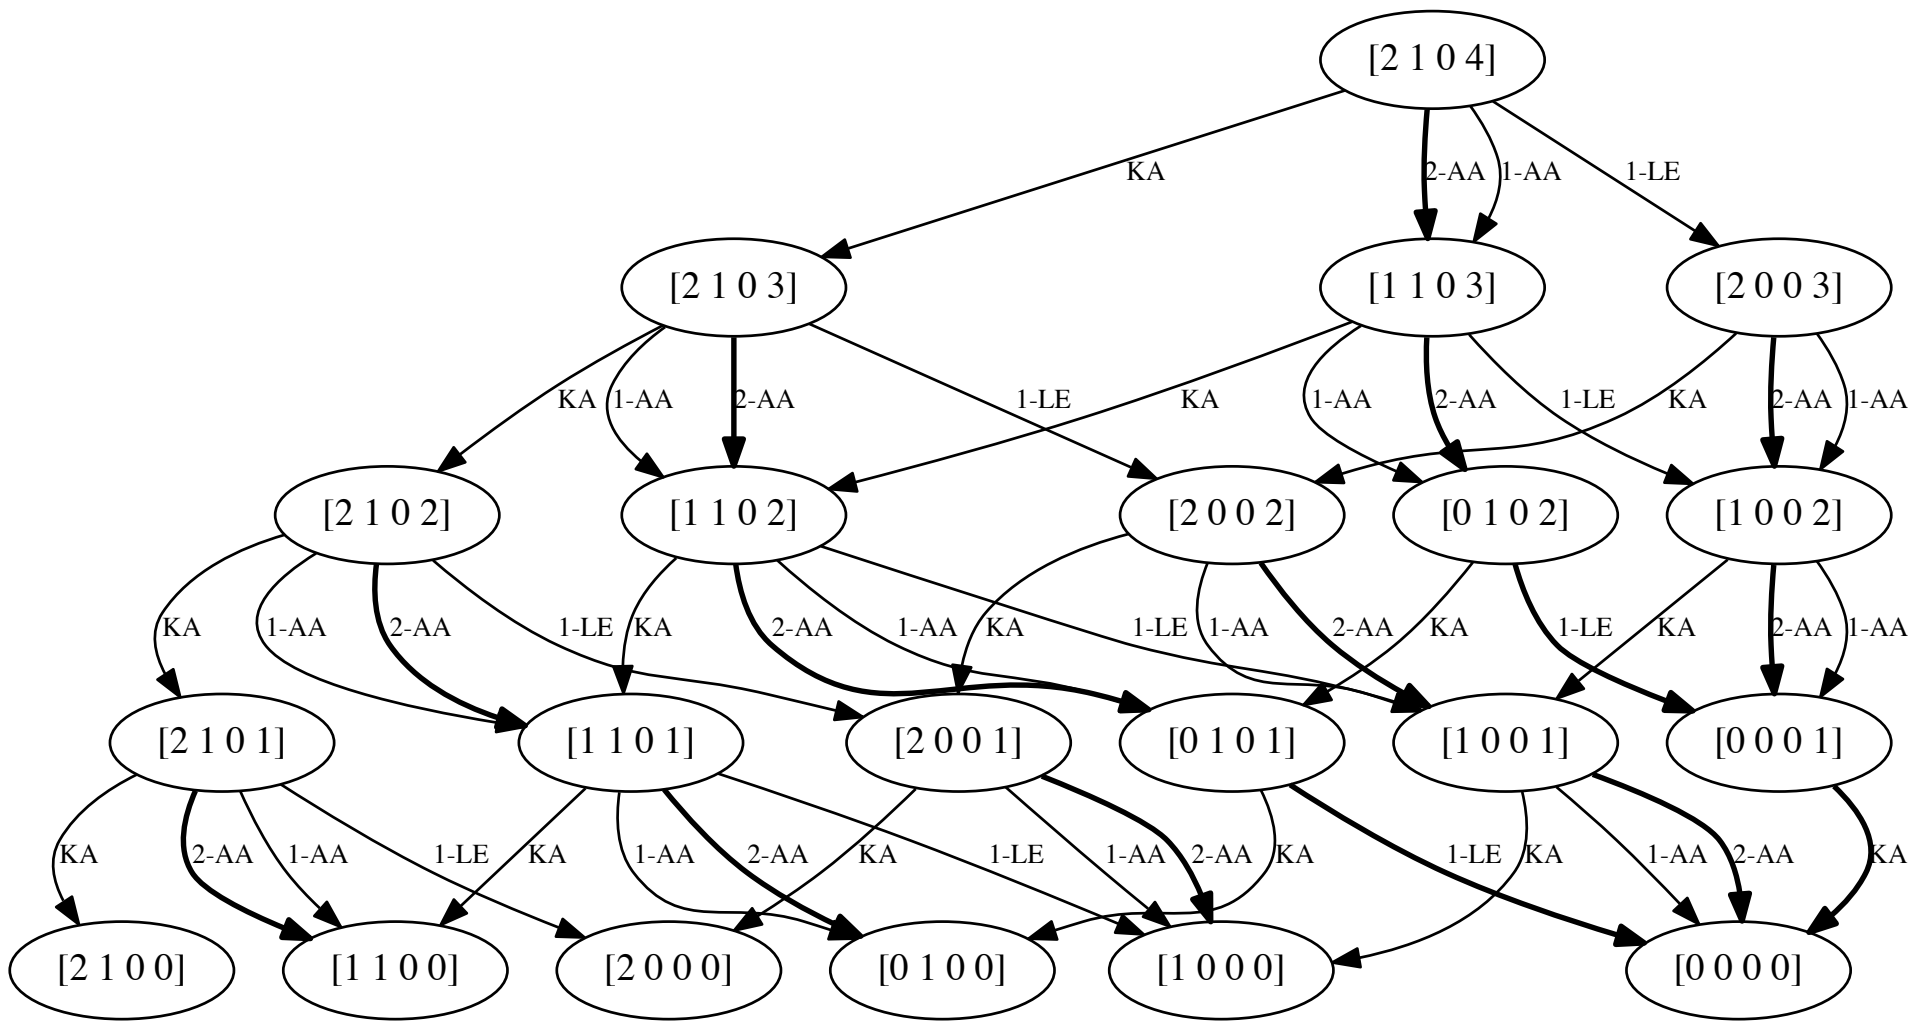 [2 1 0 4]
KA
2-AA
1-AA
1-LE
[2 1 0 3]
[1 1 0 3]
[2 0 0 3]
KA
1-AA
2-AA
1-LE
KA
1-AA
2-AA
1-LE
KA
2-AA
1-AA
[2 1 0 2]
[1 1 0 2]
[2 0 0 2]
[0 1 0 2]
[1 0 0 2]
KA
1-AA
2-AA
1-LE
KA
2-AA
1-AA
1-LE
KA
1-AA
2-AA
KA
1-LE
KA
2-AA
1-AA
[2 1 0 1]
[1 1 0 1]
[2 0 0 1]
[0 1 0 1]
[1 0 0 1]
[0 0 0 1]
KA
2-AA
1-AA
1-LE
KA
1-AA
2-AA
KA
1-LE
1-AA
2-AA
KA
1-LE
KA
1-AA
2-AA
KA
[2 1 0 0]
[1 1 0 0]
[2 0 0 0]
[0 1 0 0]
[1 0 0 0]
[0 0 0 0]